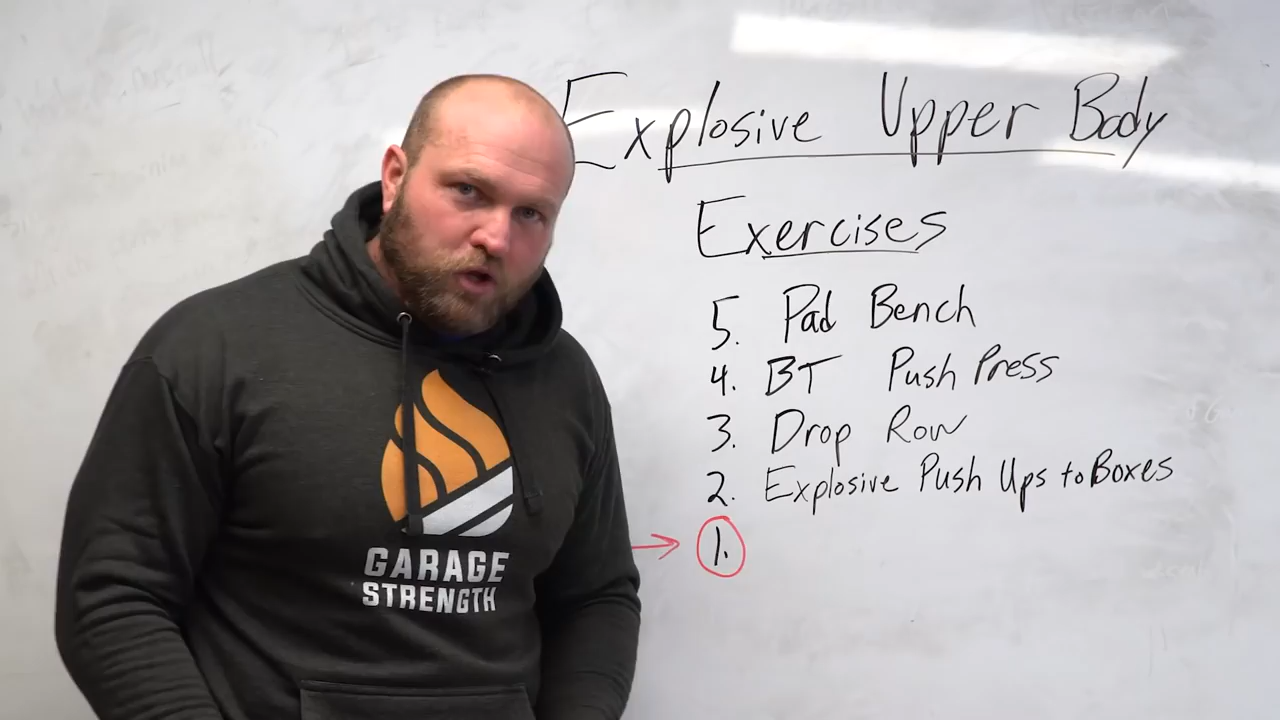 Explosive Upper Body
Exercises
5. Pad Bench
4. BT Push Press
3. Drop Row
2. Explosive Push Ups to Boxes
1.
GARAGE
STRENGTH